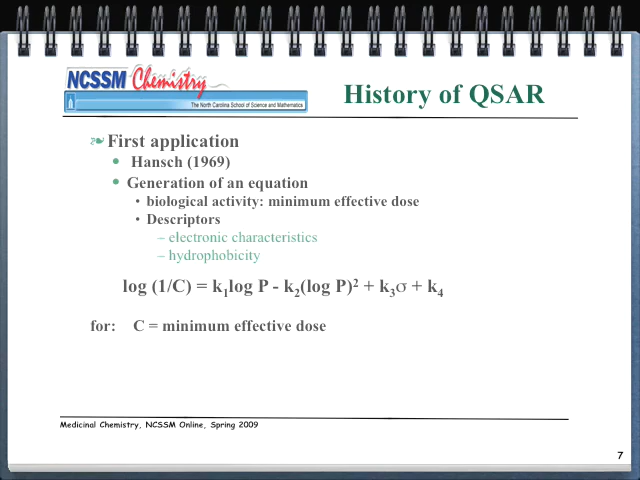 NCSSM Chemistry
The North Carolina School of Science and Mathematics
History of QSAR
❧ First application
• Hansch (1969)
• Generation of an equation
• biological activity: minimum effective dose
• Descriptors
– electronic characteristics
– hydrophobicity
log (1/C) = k₁log P - k₂(log P)² + k₃σ + k₄
for: C = minimum effective dose
Medicinal Chemistry, NCSSM Online, Spring 2009
7